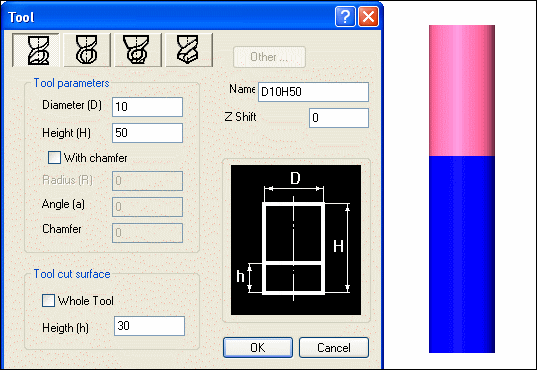 Tool
Other ...
Tool parameters
Diameter (D) 10
Height (H) 50
With chamfer
Radius (R) 0
Angle (a) 0
Chamfer 0
Name D10H50
Z Shift 0
D
H
h
Tool cut surface
Whole Tool
Heigth (h) 30
OK
Cancel